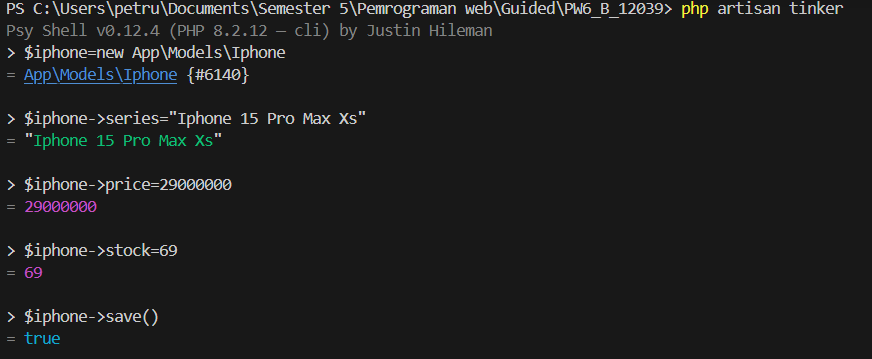 PS C:\Users\petru\Documents\Semester 5\Pemrograman web\Guided\PW6_B_12039> php artisan tinker
Psy Shell v0.12.4 (PHP 8.2.12 — cli) by Justin Hileman
> $iphone=new App\Models\Iphone
= App\Models\Iphone {#6140}
> $iphone->series="Iphone 15 Pro Max Xs"
= "Iphone 15 Pro Max Xs"
> $iphone->price=29000000
= 29000000
> $iphone->stock=69
= 69
> $iphone->save()
= true